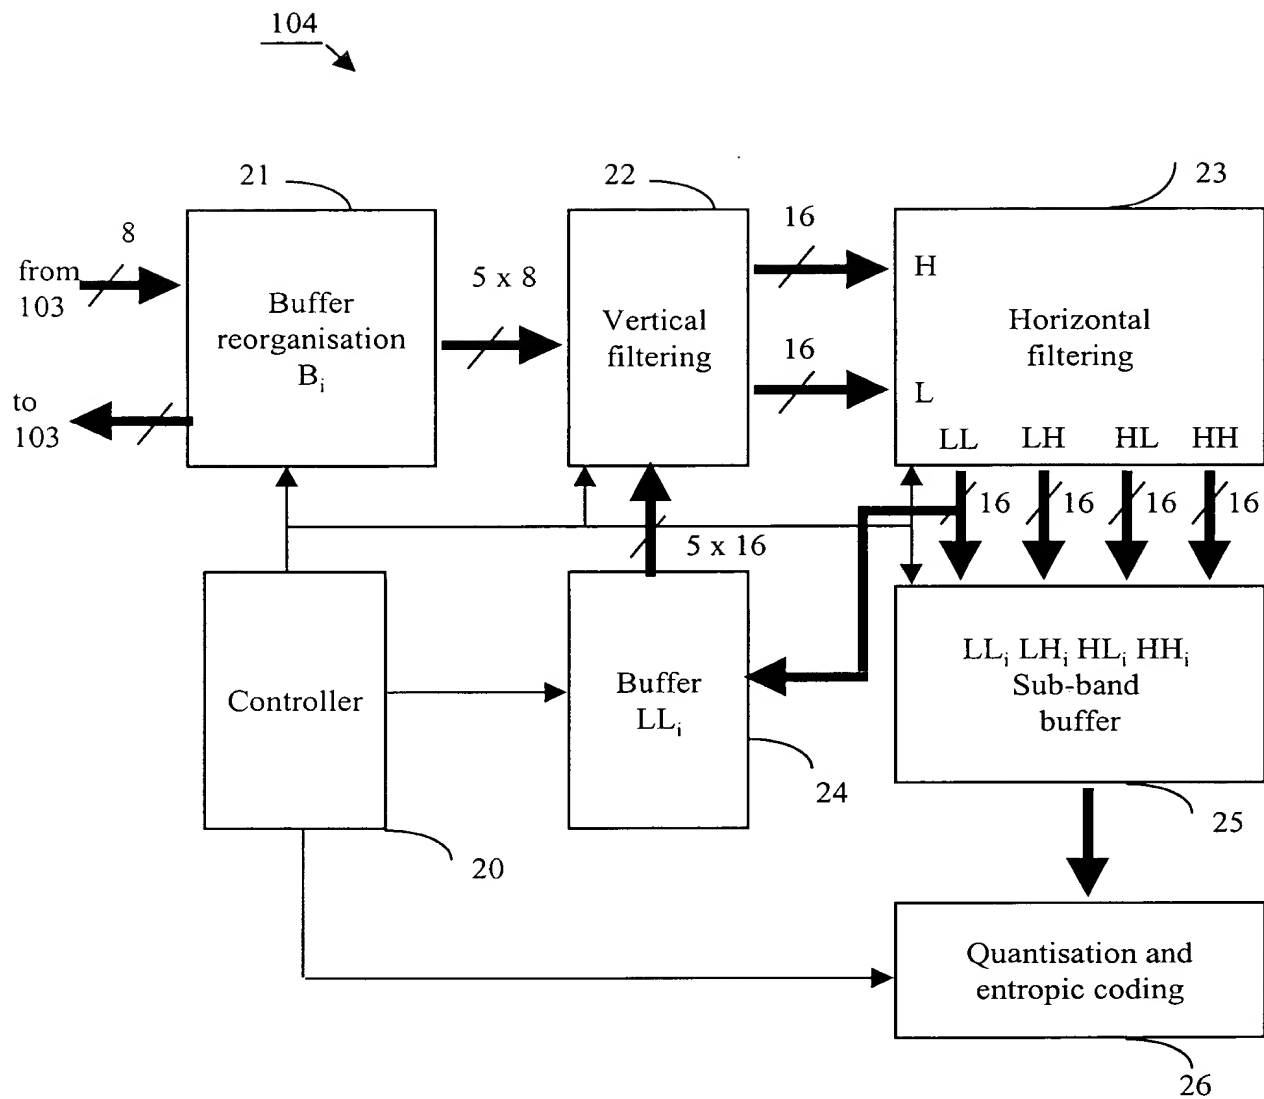 104
21
22
23
8
from
103
to
103
Buffer
reorganisation
B_i
5 x 8
Vertical
filtering
16
16
H
L
Horizontal
filtering
LL LH HL HH
16 16 16 16
5 x 16
Controller
20
Buffer
LL_i
24
LL_i LH_i HL_i HH_i
Sub-band
buffer
25
Quantisation and
entropic coding
26